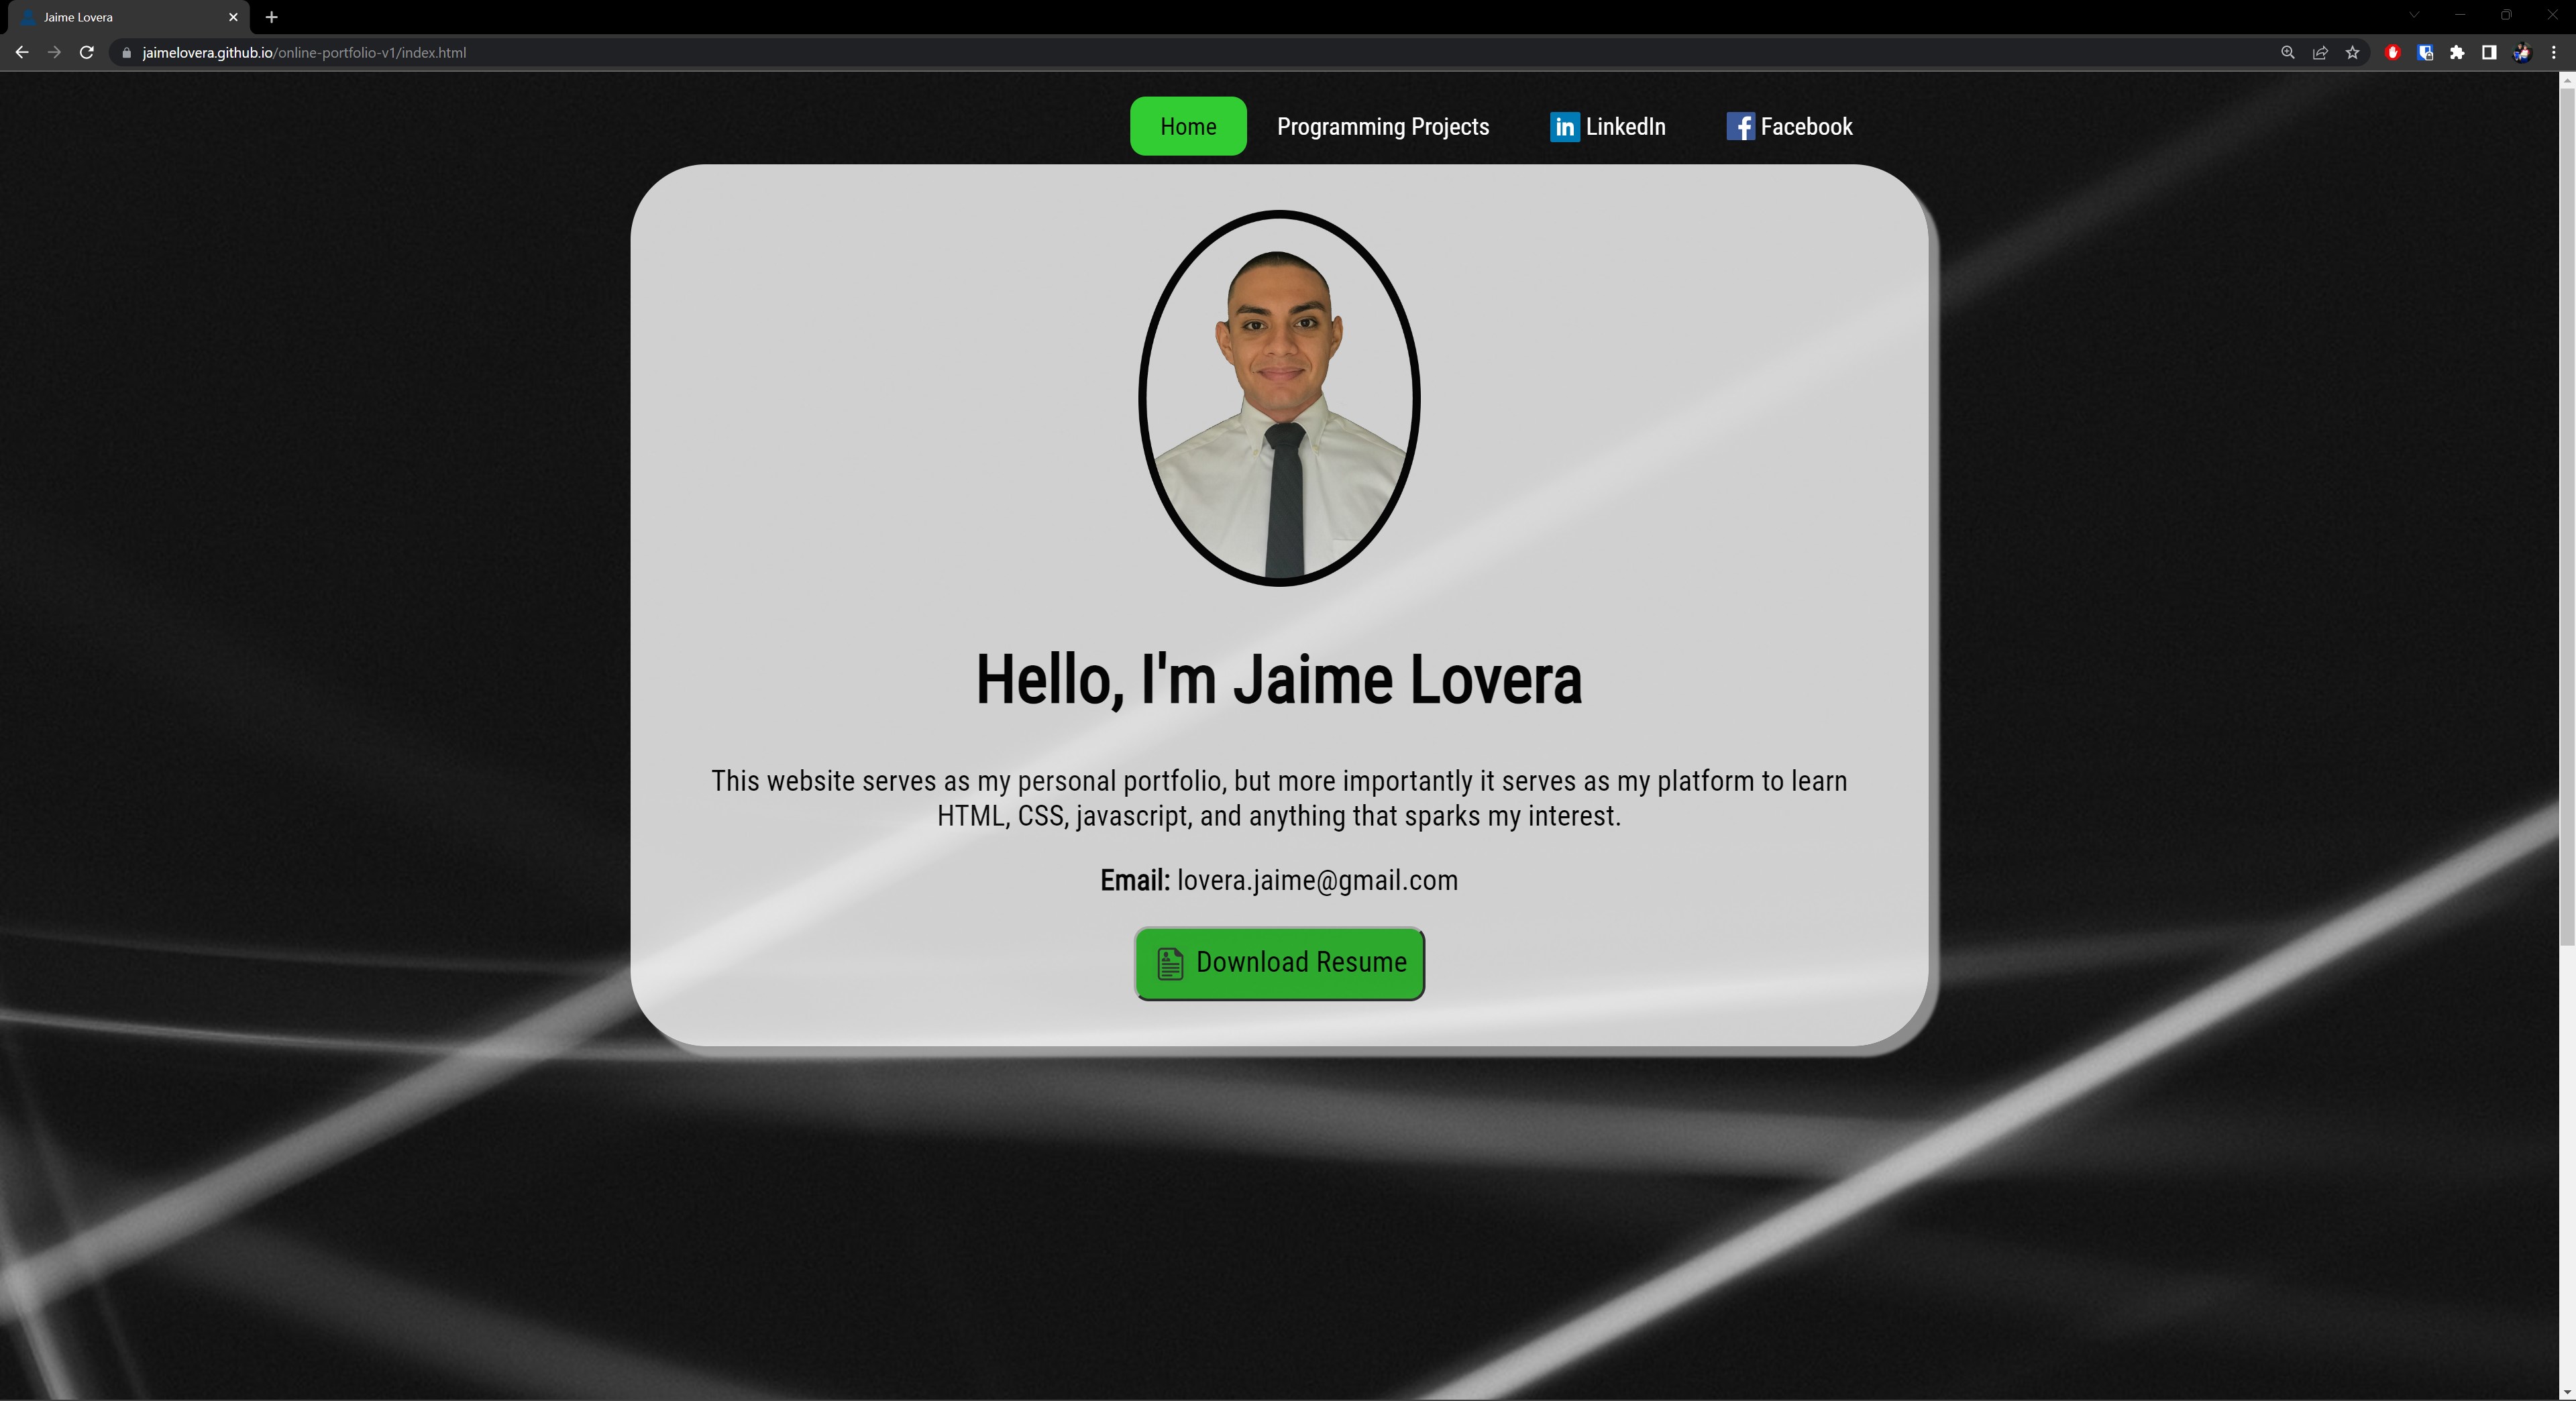 Jaime Lovera
jaimelovera.github.io/online-portfolio-v1/index.html
Home Programming Projects in LinkedIn f Facebook
Hello, I'm Jaime Lovera
This website serves as my personal portfolio, but more importantly it serves as my platform to learn
HTML, CSS, javascript, and anything that sparks my interest.
Email: lovera.jaime@gmail.com
Download Resume